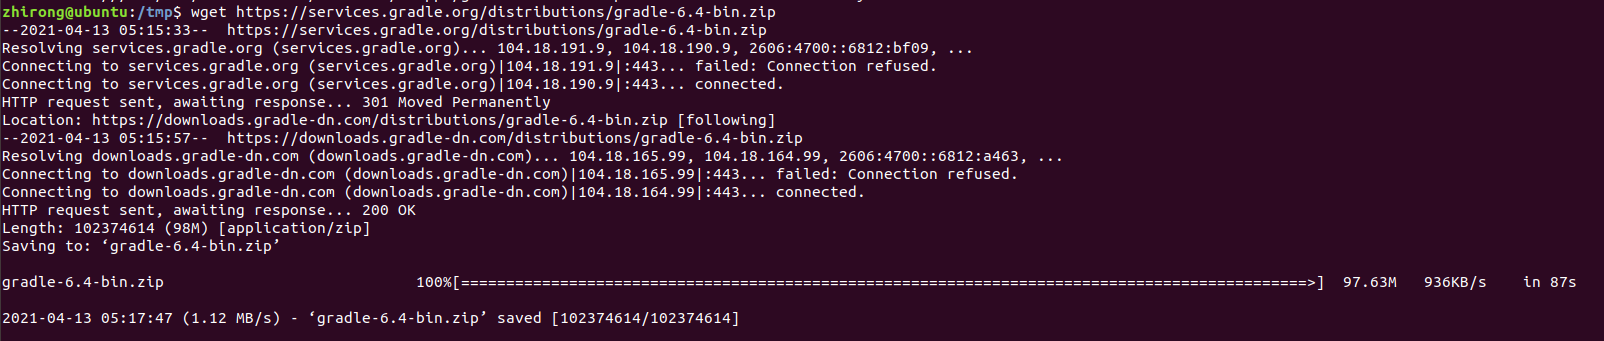 zhirong@ubuntu:/tmp$ wget https://services.gradle.org/distributions/gradle-6.4-bin.zip
--2021-04-13 05:15:33--  https://services.gradle.org/distributions/gradle-6.4-bin.zip
Resolving services.gradle.org (services.gradle.org)... 104.18.191.9, 104.18.190.9, 2606:4700::6812:bf09, ...
Connecting to services.gradle.org (services.gradle.org)|104.18.191.9|:443... failed: Connection refused.
Connecting to services.gradle.org (services.gradle.org)|104.18.190.9|:443... connected.
HTTP request sent, awaiting response... 301 Moved Permanently
Location: https://downloads.gradle-dn.com/distributions/gradle-6.4-bin.zip [following]
--2021-04-13 05:15:57--  https://downloads.gradle-dn.com/distributions/gradle-6.4-bin.zip
Resolving downloads.gradle-dn.com (downloads.gradle-dn.com)... 104.18.165.99, 104.18.164.99, 2606:4700::6812:a463, ...
Connecting to downloads.gradle-dn.com (downloads.gradle-dn.com)|104.18.165.99|:443... failed: Connection refused.
Connecting to downloads.gradle-dn.com (downloads.gradle-dn.com)|104.18.164.99|:443... connected.
HTTP request sent, awaiting response... 200 OK
Length: 102374614 (98M) [application/zip]
Saving to: ‘gradle-6.4-bin.zip’
gradle-6.4-bin.zip                            100%[==============================================================================================>]  97.63M   936KB/s    in 87s
2021-04-13 05:17:47 (1.12 MB/s) - ‘gradle-6.4-bin.zip’ saved [102374614/102374614]